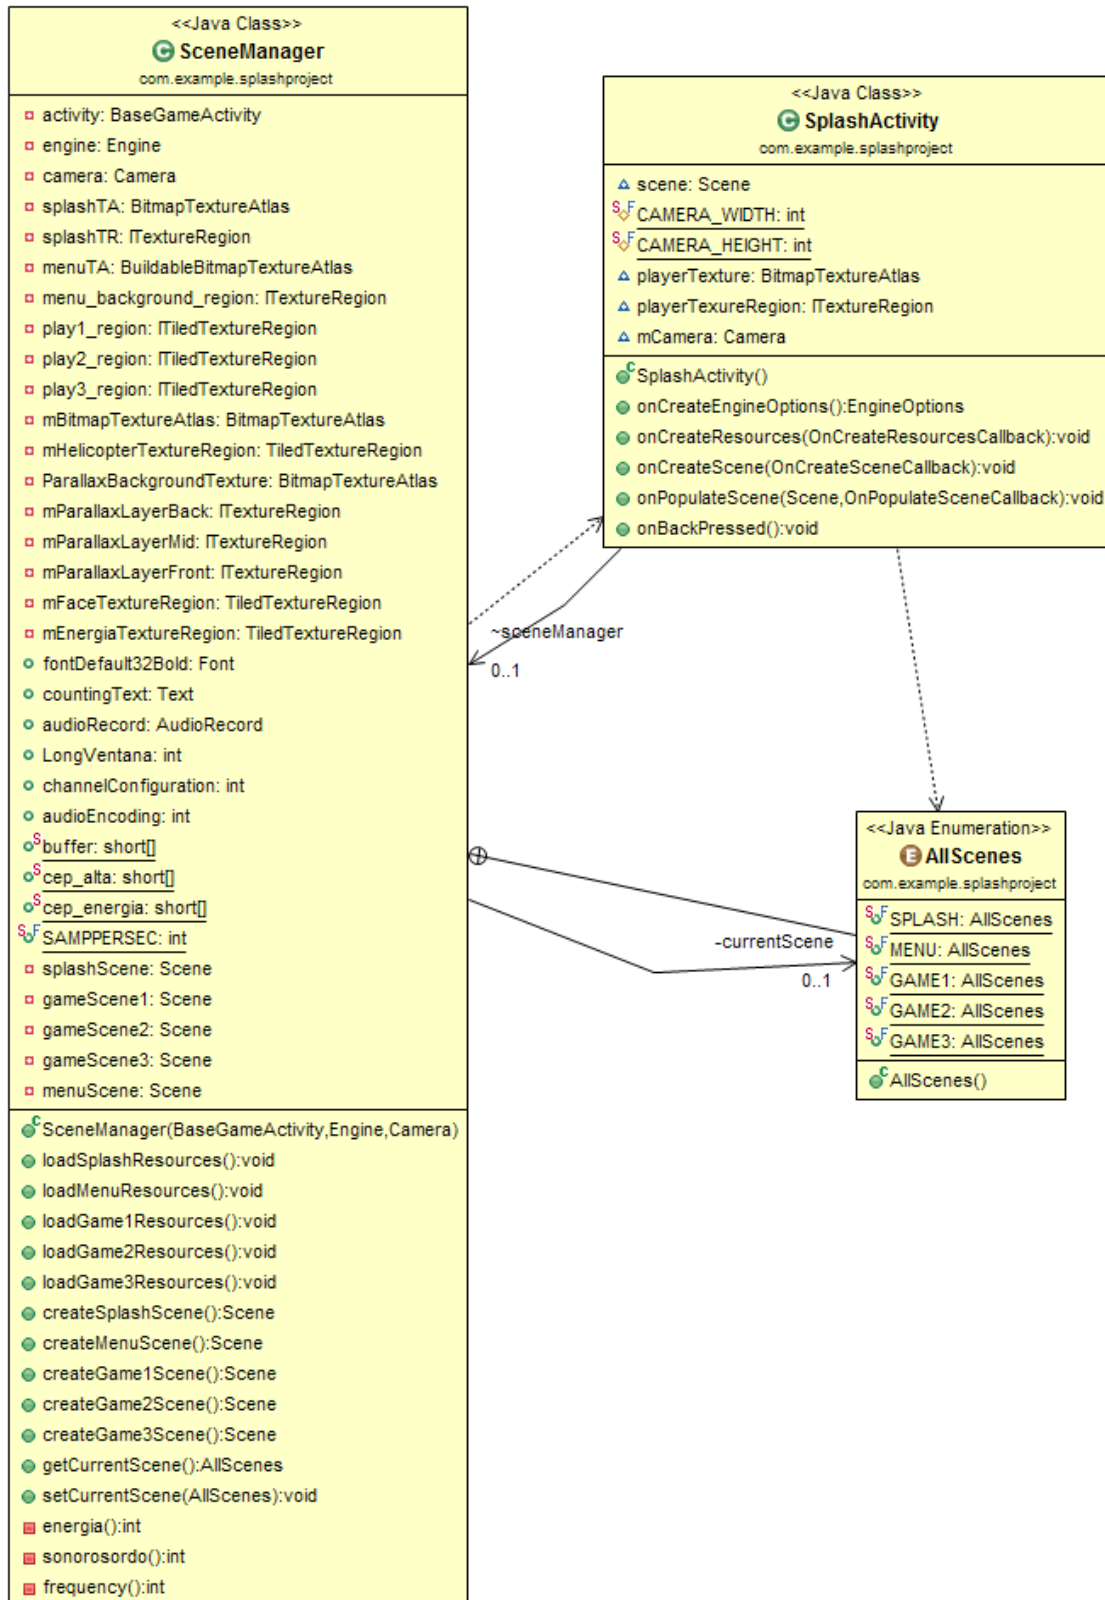 <<Java Class>>
SceneManager
com.example.splashproject
activity: BaseGameActivity
engine: Engine
camera: Camera
splashTA: BitmapTextureAtlas
splashTR: ITextureRegion
menuTA: BuildableBitmapTextureAtlas
menu_background_region: ITextureRegion
play1_region: ITiledTextureRegion
play2_region: ITiledTextureRegion
play3_region: ITiledTextureRegion
mBitmapTextureAtlas: BitmapTextureAtlas
mHelicopterTextureRegion: TiledTextureRegion
ParallaxBackgroundTexture: BitmapTextureAtlas
mParallaxLayerBack: ITextureRegion
mParallaxLayerMid: ITextureRegion
mParallaxLayerFront: ITextureRegion
mFaceTextureRegion: TiledTextureRegion
mEnergiaTextureRegion: TiledTextureRegion
fontDefault32Bold: Font
countingText: Text
audioRecord: AudioRecord
LongVentana: int
channelConfiguration: int
audioEncoding: int
S buffer: short[]
S cep_alta: short[]
S cep_energia: short[]
S F SAMPPERSEC: int
splashScene: Scene
gameScene1: Scene
gameScene2: Scene
gameScene3: Scene
menuScene: Scene
C SceneManager(BaseGameActivity,Engine,Camera)
loadSplashResources():void
loadMenuResources():void
loadGame1Resources():void
loadGame2Resources():void
loadGame3Resources():void
createSplashScene():Scene
createMenuScene():Scene
createGame1Scene():Scene
createGame2Scene():Scene
createGame3Scene():Scene
getCurrentScene():AllScenes
setCurrentScene(AllScenes):void
energia():int
sonorosordo():int
frequency():int
<<Java Class>>
SplashActivity
com.example.splashproject
scene: Scene
S F CAMERA_WIDTH: int
S F CAMERA_HEIGHT: int
playerTexture: BitmapTextureAtlas
playerTexureRegion: ITextureRegion
mCamera: Camera
C SplashActivity()
onCreateEngineOptions():EngineOptions
onCreateResources(OnCreateResourcesCallback):void
onCreateScene(OnCreateSceneCallback):void
onPopulateScene(Scene,OnPopulateSceneCallback):void
onBackPressed():void
~sceneManager
0..1
-currentScene
0..1
<<Java Enumeration>>
E AllScenes
com.example.splashproject
S F SPLASH: AllScenes
S F MENU: AllScenes
S F GAME1: AllScenes
S F GAME2: AllScenes
S F GAME3: AllScenes
C AllScenes()